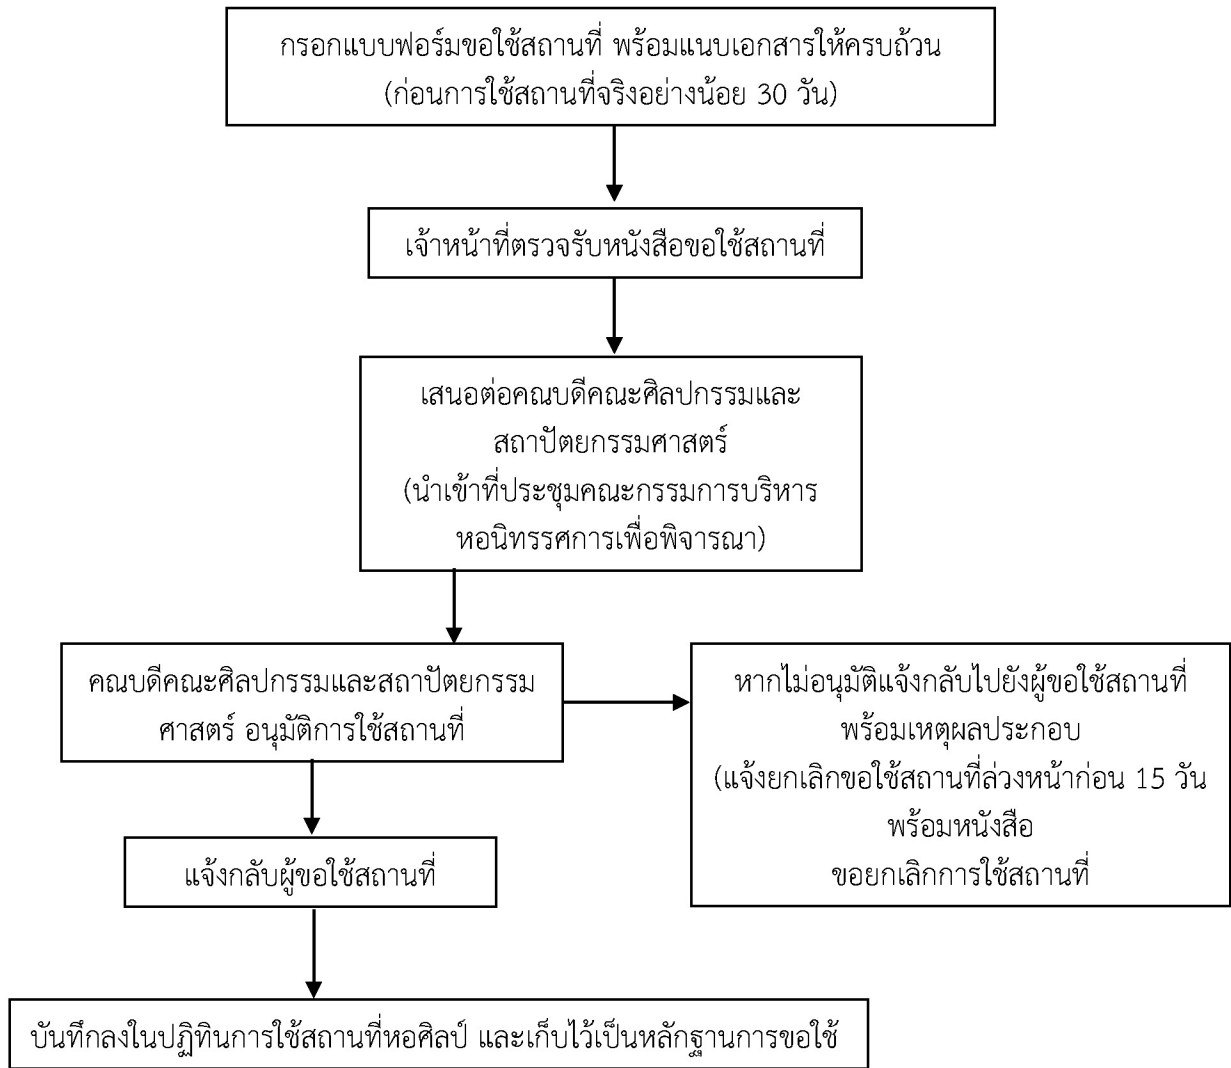 กรอกแบบฟอร์มขอใช้สถานที่ พร้อมแนบเอกสารให้ครบถ้วน
(ก่อนการใช้สถานที่จริงอย่างน้อย 30 วัน)
เจ้าหน้าที่ตรวจรับหนังสือขอใช้สถานที่
เสนอต่อคณบดีคณะศิลปกรรมและ
สถาปัตยกรรมศาสตร์
(นำเข้าที่ประชุมคณะกรรมการบริหาร
หอนิทรรศการเพื่อพิจารณา)
คณบดีคณะศิลปกรรมและสถาปัตยกรรม
ศาสตร์ อนุมัติการใช้สถานที่
หากไม่อนุมัติแจ้งกลับไปยังผู้ขอใช้สถานที่
พร้อมเหตุผลประกอบ
(แจ้งยกเลิกขอใช้สถานที่ล่วงหน้าก่อน 15 วัน
พร้อมหนังสือ
ขอยกเลิกการใช้สถานที่
แจ้งกลับผู้ขอใช้สถานที่
บันทึกลงในปฏิทินการใช้สถานที่หอศิลป์ และเก็บไว้เป็นหลักฐานการขอใช้